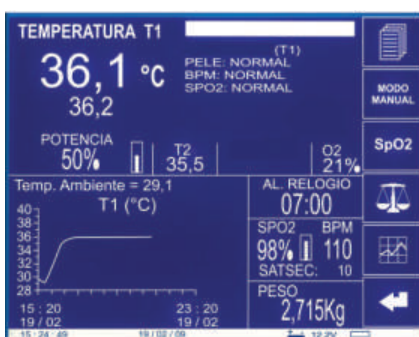 TEMPERATURA T1
36,1 °C
36,2
(T1)
PELE: NORMAL
BPM: NORMAL
SPO2: NORMAL
POTENCIA
50%
T2
35,5
O2
21%
MODO
MANUAL
SpO2
Temp. Ambiente = 29,1
T1 (°C)
40
38
36
34
32
30
28
15 : 20
19 / 02
23 : 20
19 / 02
AL. RELOGIO
07:00
SPO2 BPM
98% 110
SATSEC: 10
PESO
2,715Kg
15 : 24 : 49
19 / 02 / 09
12.2V